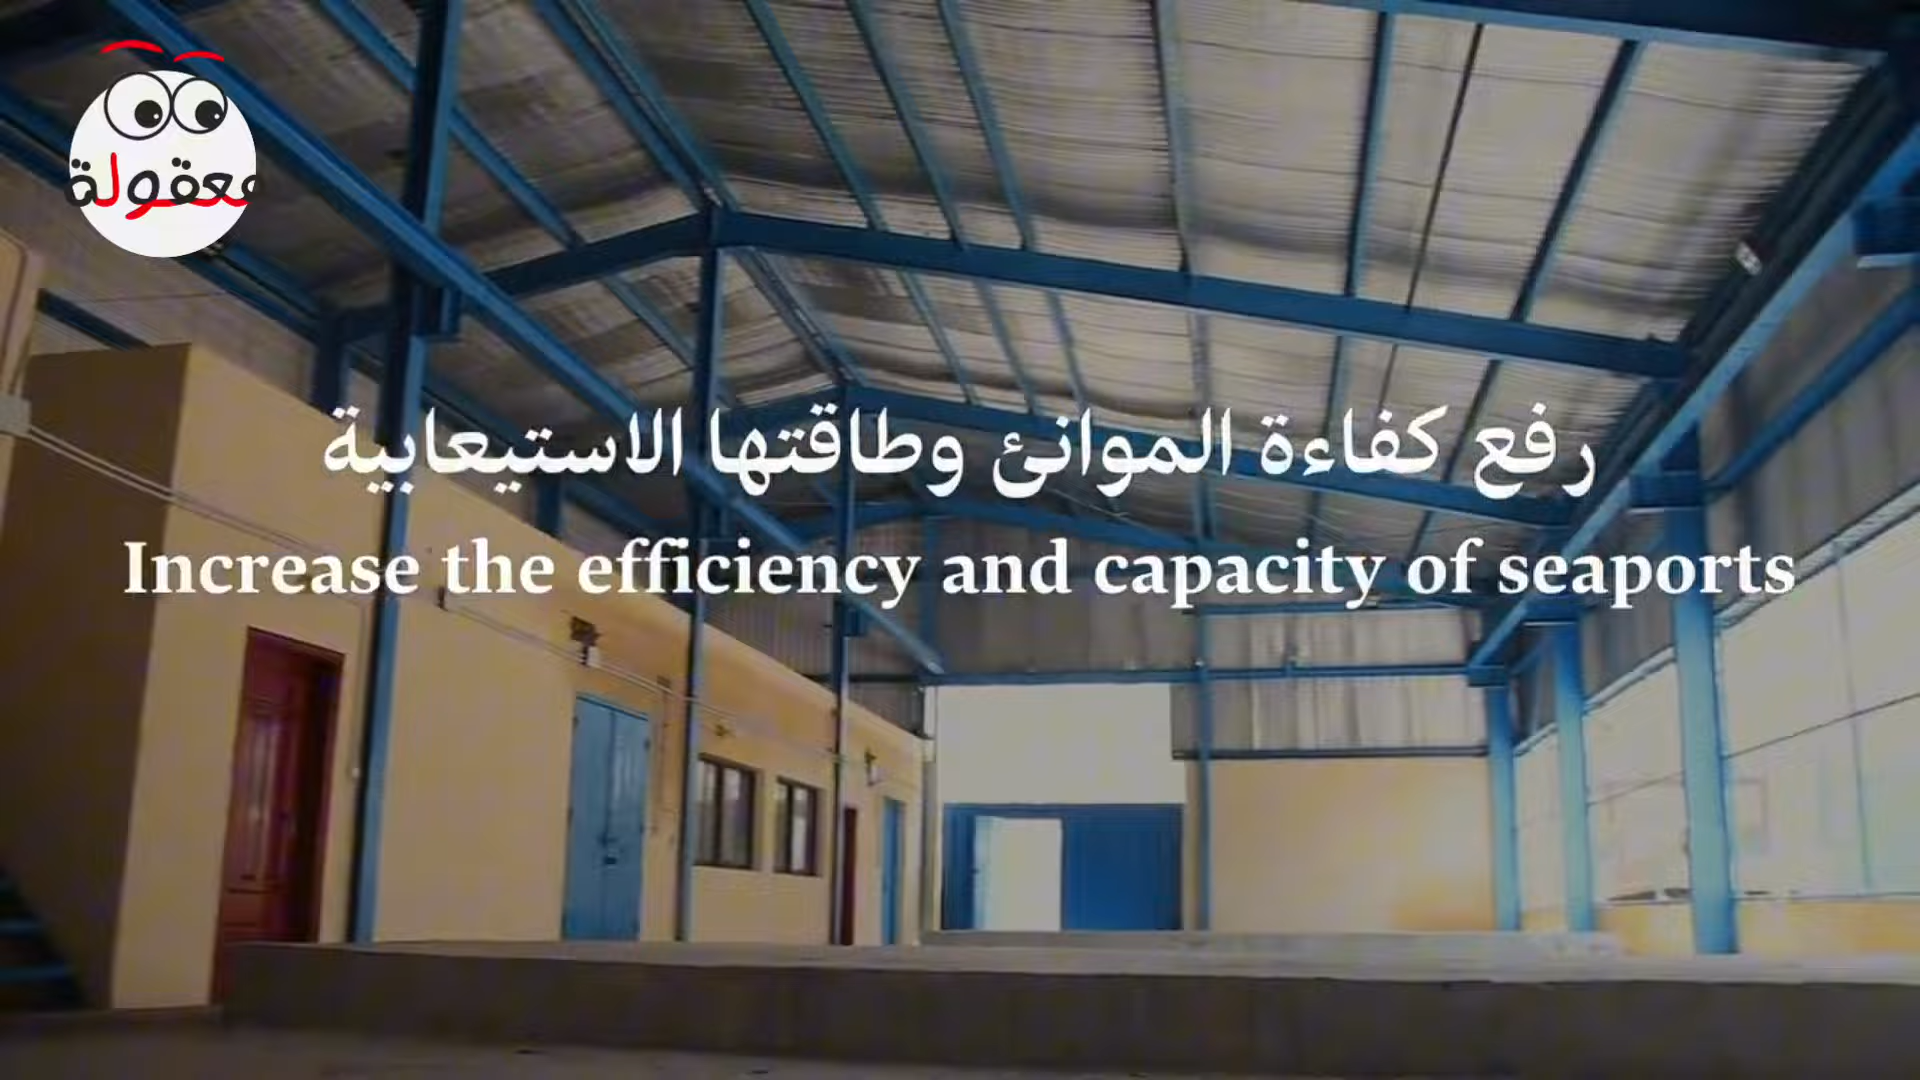 معقولة
رفع كفاءة الموانئ وطاقتها الاستيعابية
Increase the efficiency and capacity of seaports